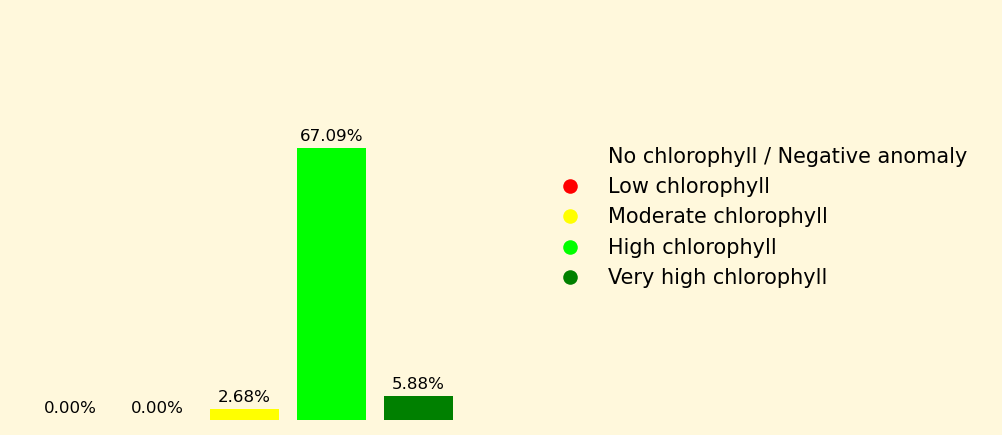 67.09%
No chlorophyll / Negative anomaly
Low chlorophyll
Moderate chlorophyll
High chlorophyll
Very high chlorophyll
5.88%
2.68%
0.00%
0.00%